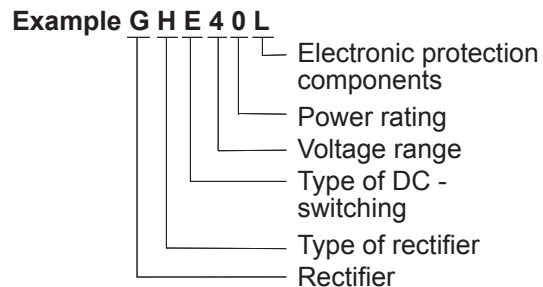 Example G H E 4 0 L
Electronic protection
components
Power rating
Voltage range
Type of DC -
switching
Type of rectifier
Rectifier